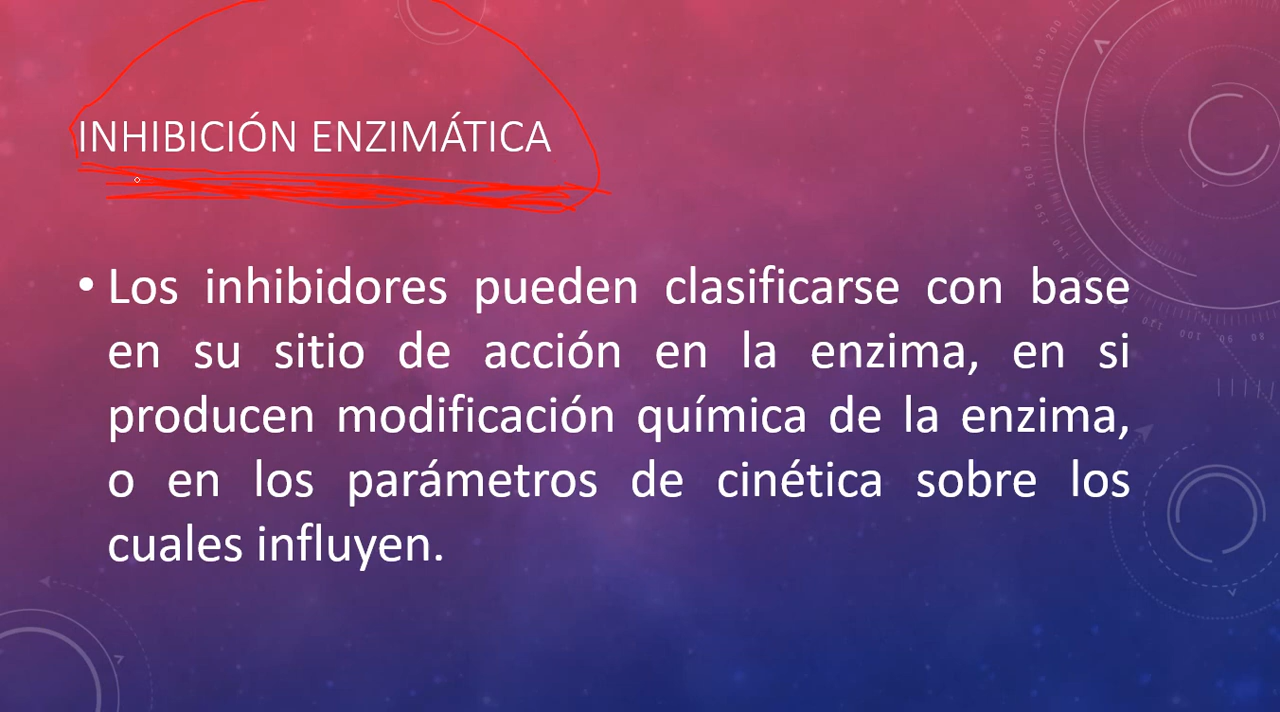 INHIBICIÓN ENZIMÁTICA
• Los inhibidores pueden clasificarse con base
en su sitio de acción en la enzima, en si
producen modificación química de la enzima,
o en los parámetros de cinética sobre los
cuales influyen.